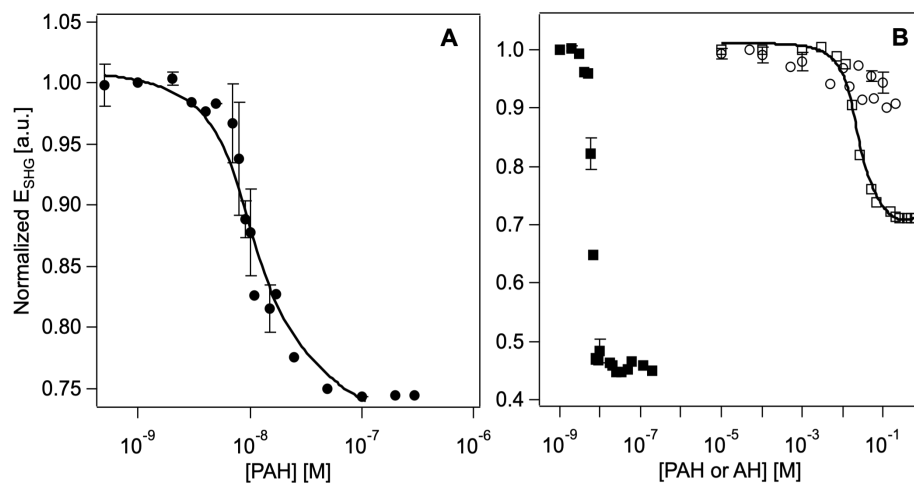 A
1.05
1.00
0.95
0.90
0.85
0.80
0.75
Normalized E_SHG [a.u.]
10^-9 10^-8 10^-7 10^-6
[PAH] [M]
B
1.0
0.9
0.8
0.7
0.6
0.5
0.4
10^-9 10^-7 10^-5 10^-3 10^-1
[PAH or AH] [M]